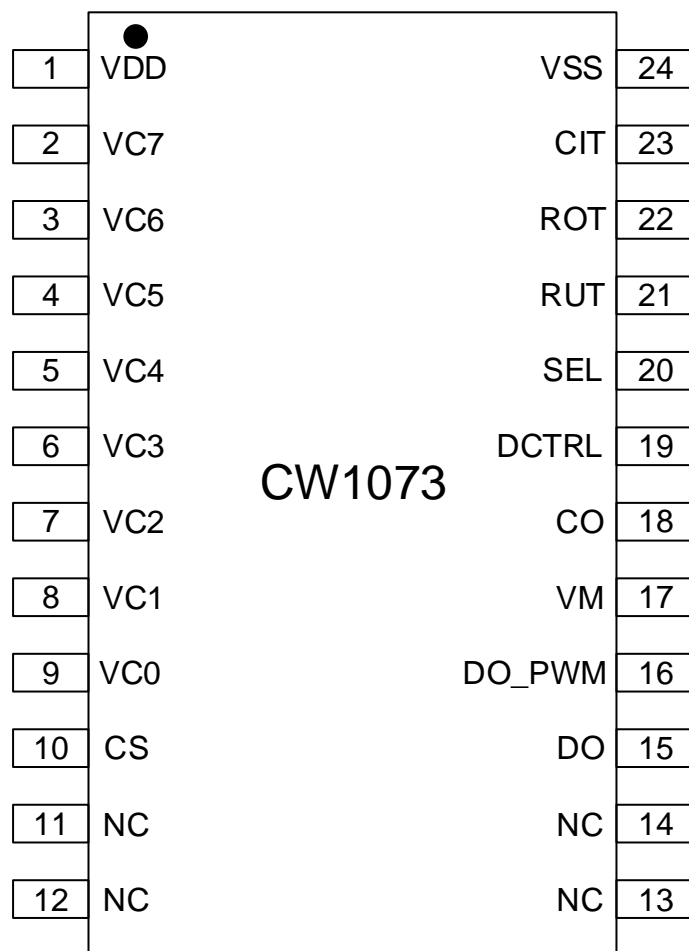 1 VDD VSS 24
2 VC7 CIT 23
3 VC6 ROT 22
4 VC5 RUT 21
5 VC4 SEL 20
6 VC3 DCTRL 19
CW1073
7 VC2 CO 18
8 VC1 VM 17
9 VC0 DO_PWM 16
10 CS DO 15
11 NC NC 14
12 NC NC 13